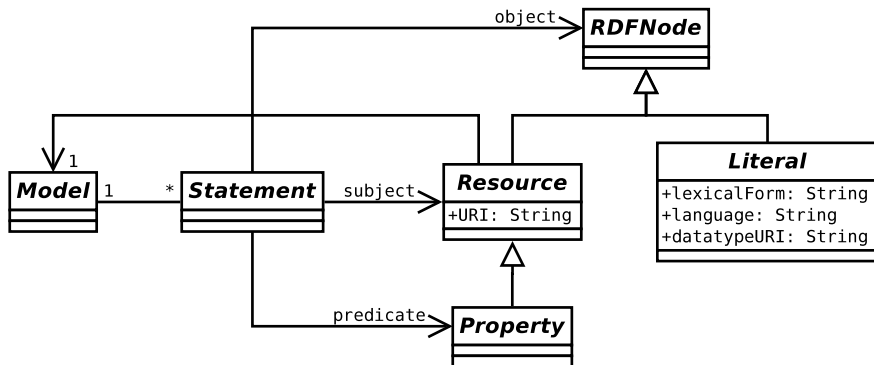 object
RDFNode
1
Model
1
*
Statement
subject
Resource
+URI: String
Literal
+lexicalForm: String
+language: String
+datatypeURI: String
predicate
Property